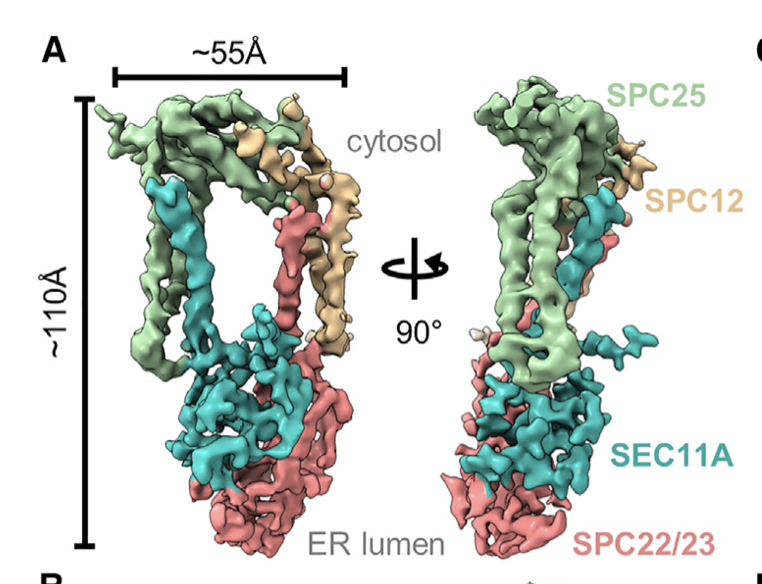 A
~55Å
SPC25
cytosol
SPC12
~110Å
90°
SEC11A
ER lumen
SPC22/23